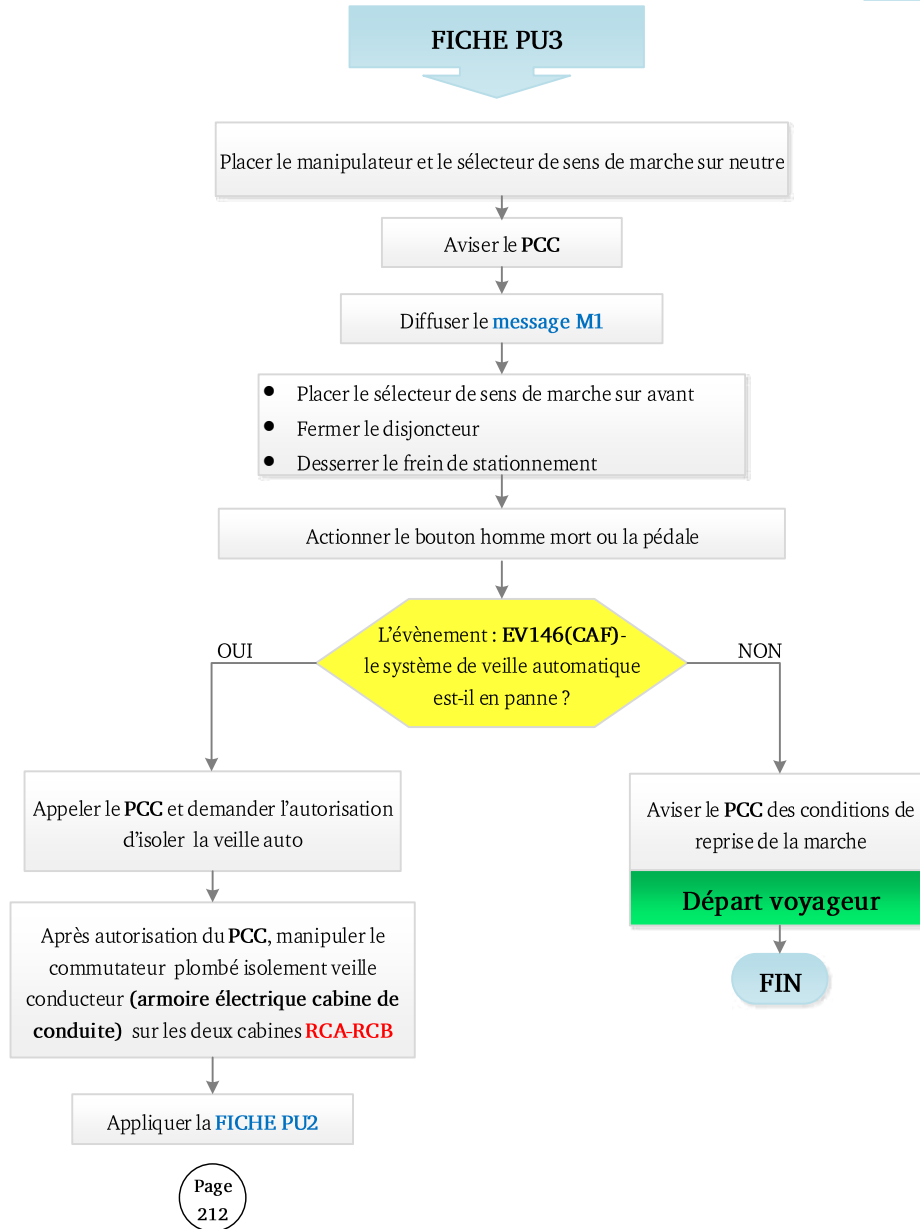 FICHE PU3
Placer le manipulateur et le sélecteur de sens de marche sur neutre
Aviser le PCC
Diffuser le message M1
• Placer le sélecteur de sens de marche sur avant
• Fermer le disjoncteur
• Desserrer le frein de stationnement
Actionner le bouton homme mort ou la pédale
L'évènement : EV146(CAF)-
le système de veille automatique
est-il en panne ?
OUI
NON
Appeler le PCC et demander l'autorisation
d'isoler la veille auto
Après autorisation du PCC, manipuler le
commutateur plombé isolement veille
conducteur (armoire électrique cabine de
conduite) sur les deux cabines RCA-RCB
Appliquer la FICHE PU2
Page
212
Aviser le PCC des conditions de
reprise de la marche
Départ voyageur
FIN